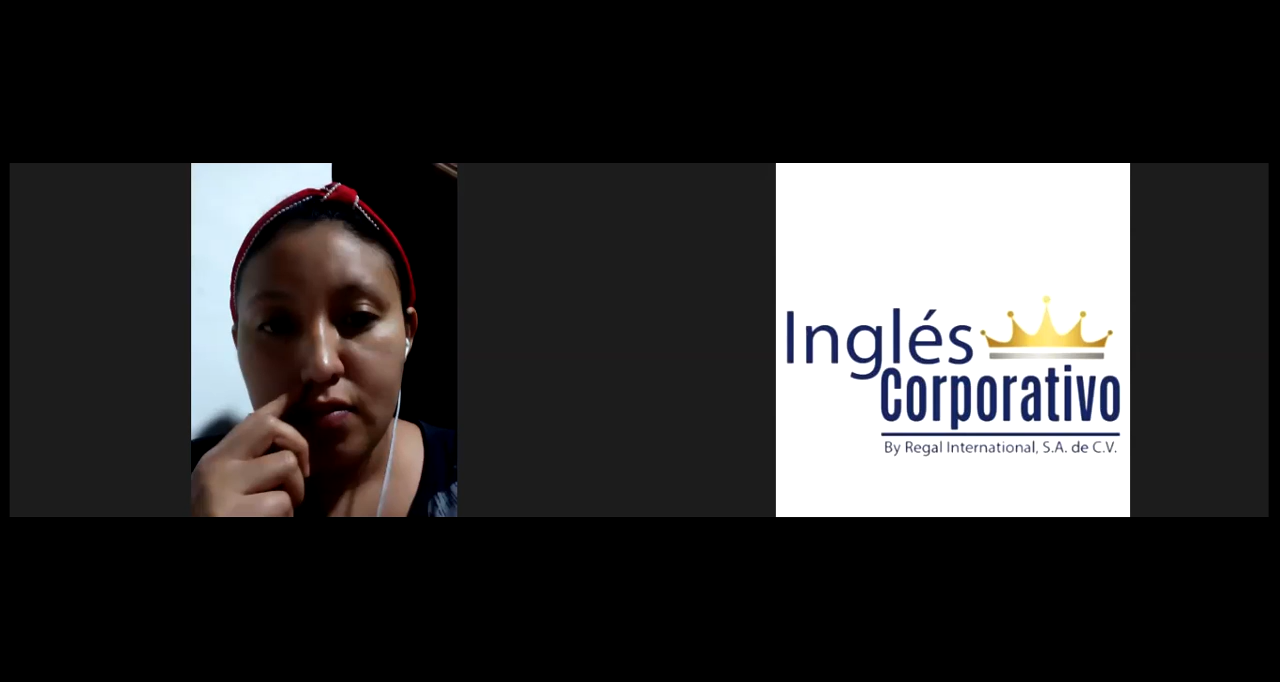 Inglés
Corporativo
By Regal International, S.A. de C.V.